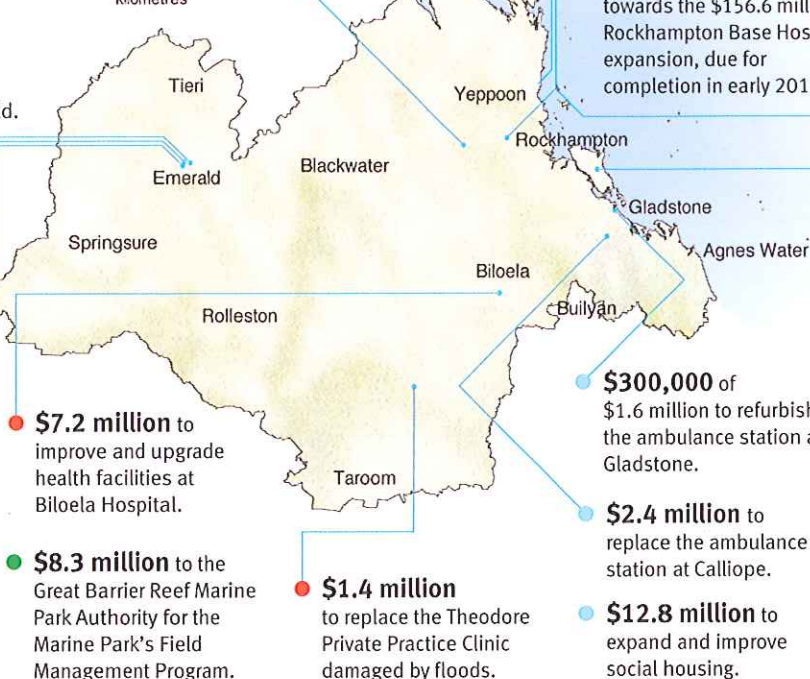 kilometres
towards the $156.6
Rockhampton Base
expansion, due for
completion in early
Tieri
Yeppoon
Rockhampton
Blackwater
Emerald
Gladstone
Springsure
Agnes Water
Biloela
Rolleston
Builyan
Taroom
$7.2 million to
improve and upgrade
health facilities at
Biloela Hospital.
$8.3 million to the
Great Barrier Reef Marine
Park Authority for the
Marine Park's Field
Management Program.
$1.4 million
to replace the Theodore
Private Practice Clinic
damaged by floods.
$300,000 of
$1.6 million to refurbish
the ambulance station
Gladstone.
$2.4 million to
replace the ambulance
station at Calliope.
$12.8 million to
expand and improve
social housing.